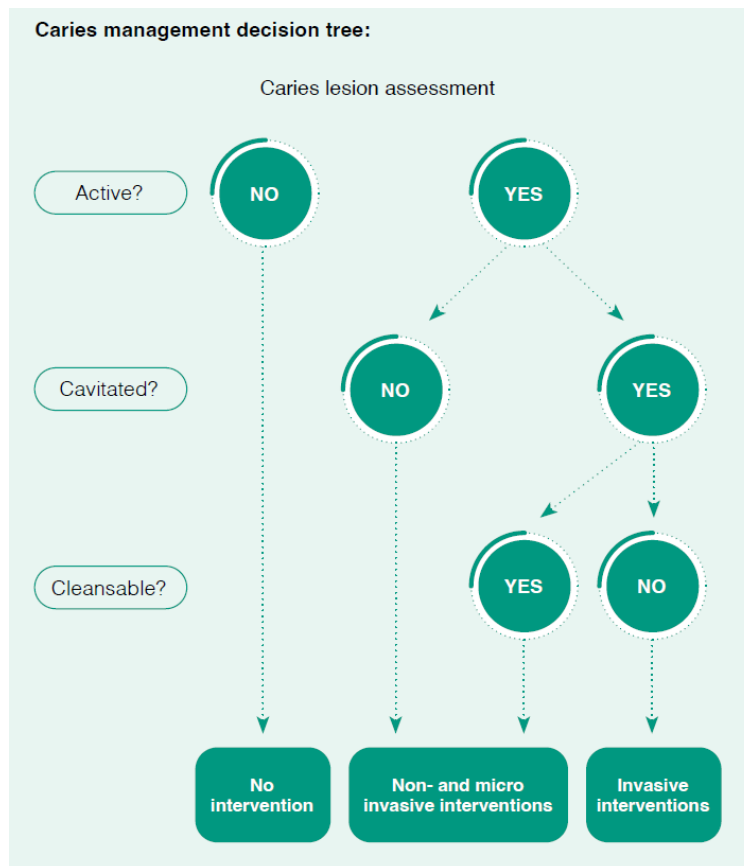 Caries management decision tree:
Caries lesion assessment
Active?
NO
YES
Cavitated?
NO
YES
Cleansable?
YES
NO
No
intervention
Non- and micro
invasive interventions
Invasive
interventions